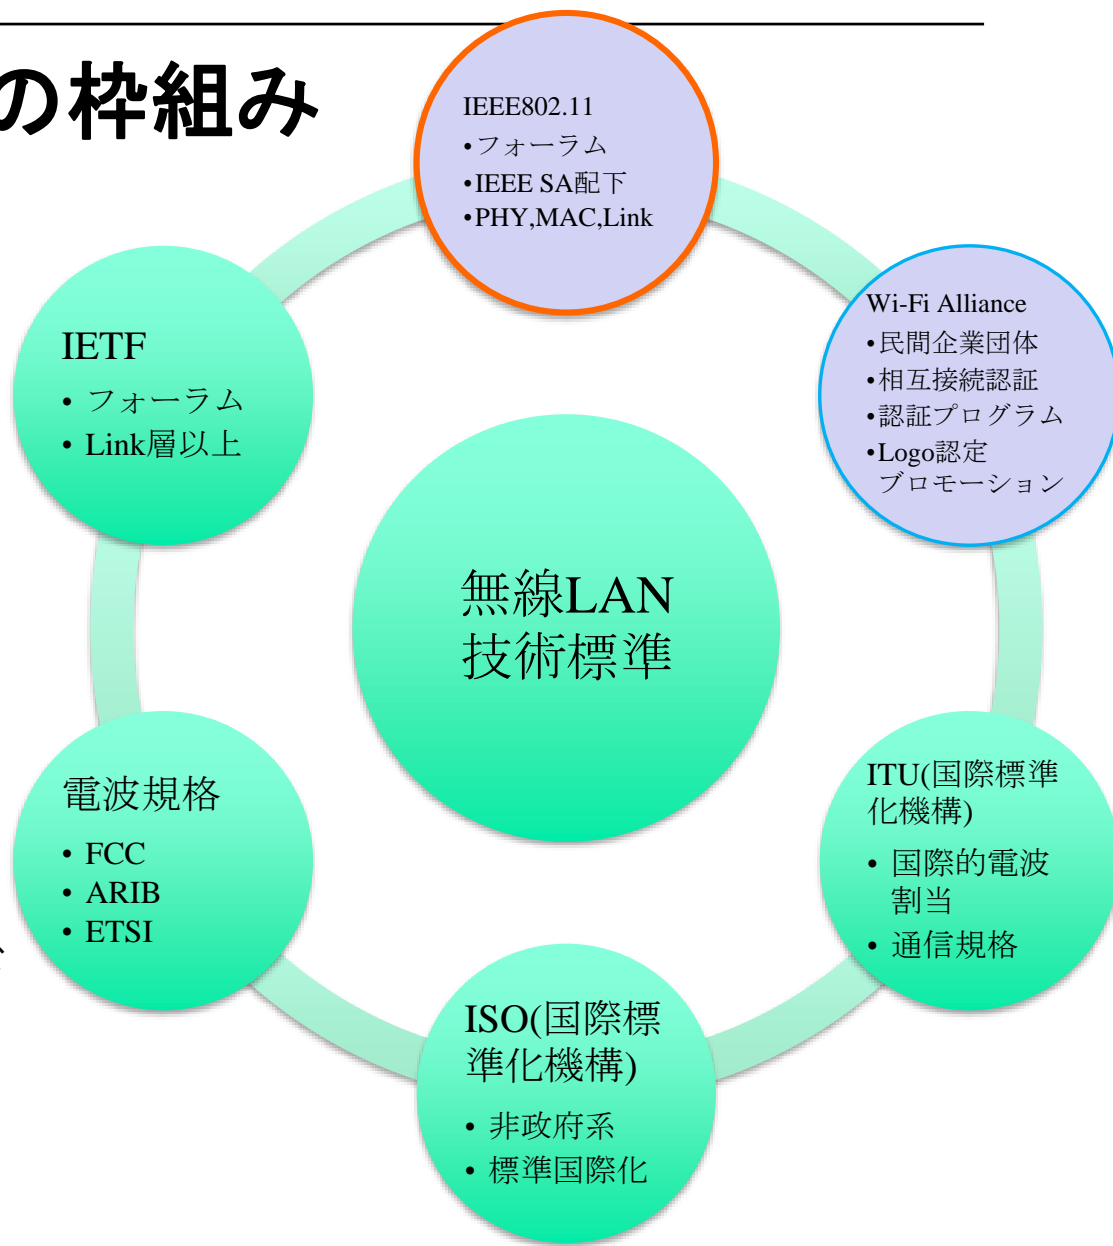 の枠組み
IEEE802.11
•フォーラム
•IEEE SA配下
•PHY,MAC,Link
Wi-Fi Alliance
•民間企業団体
•相互接続認証
•認証プログラム
•Logo認定
ブロモーション
IETF
• フォーラム
• Link層以上
無線LAN
技術標準
電波規格
• FCC
• ARIB
• ETSI
ITU(国際標準
化機構)
• 国際的電波
割当
• 通信規格
ISO(国際標
準化機構)
• 非政府系
• 標準国際化